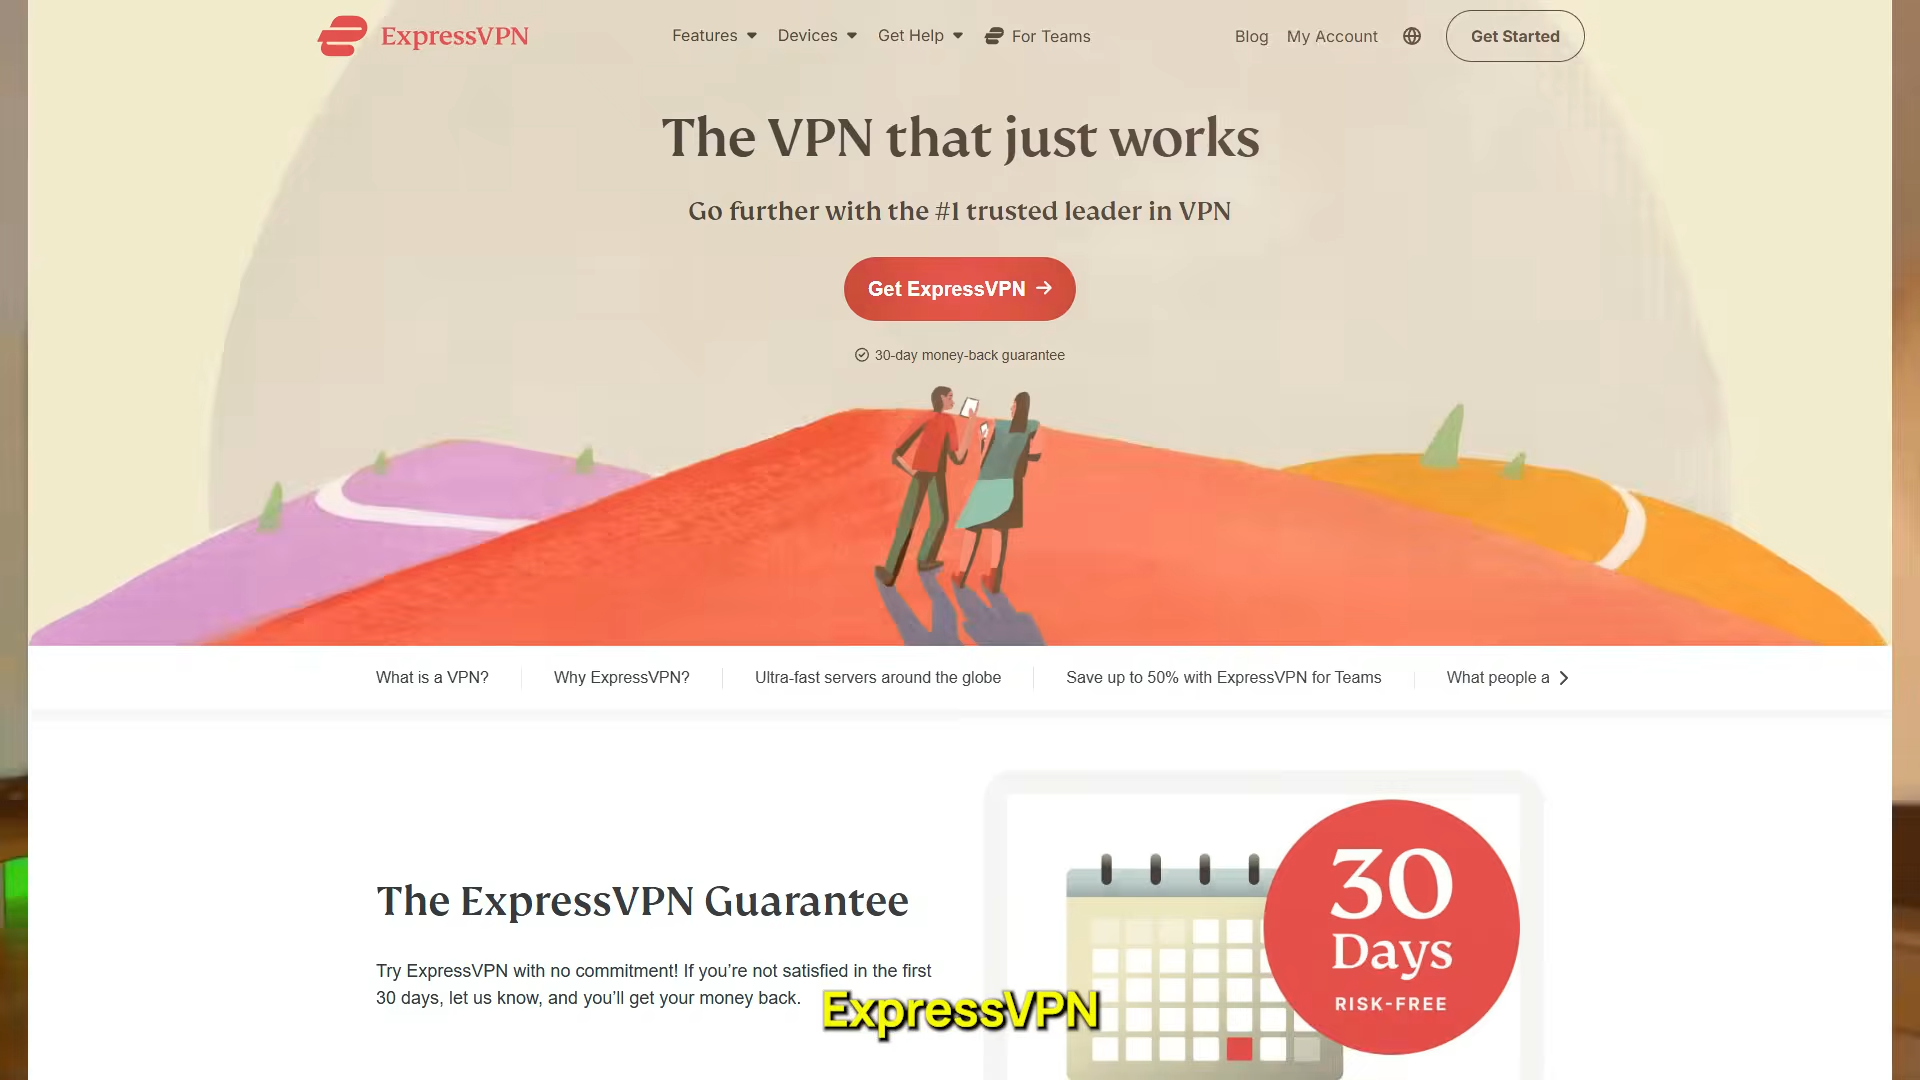 ExpressVPN
Features
Devices
Get Help
For Teams
Blog
My Account
Get Started
The VPN that just works
Go further with the #1 trusted leader in VPN
Get ExpressVPN
30-day money-back guarantee
What is a VPN?
Why ExpressVPN?
Ultra-fast servers around the globe
Save up to 50% with ExpressVPN for Teams
What people a
The ExpressVPN Guarantee
Try ExpressVPN with no commitment! If you’re not satisfied in the first
30 days, let us know, and you’ll get your money back.
30
Days
RISK-FREE
ExpressVPN